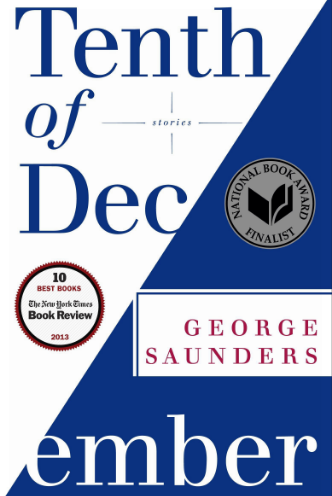 Tenth
of
stories
Dec
NATIONAL BOOK AWARD
FINALIST
10
BEST BOOKS
The New York Times
Book Review
2013
GEORGE
SAUNDERS
ember